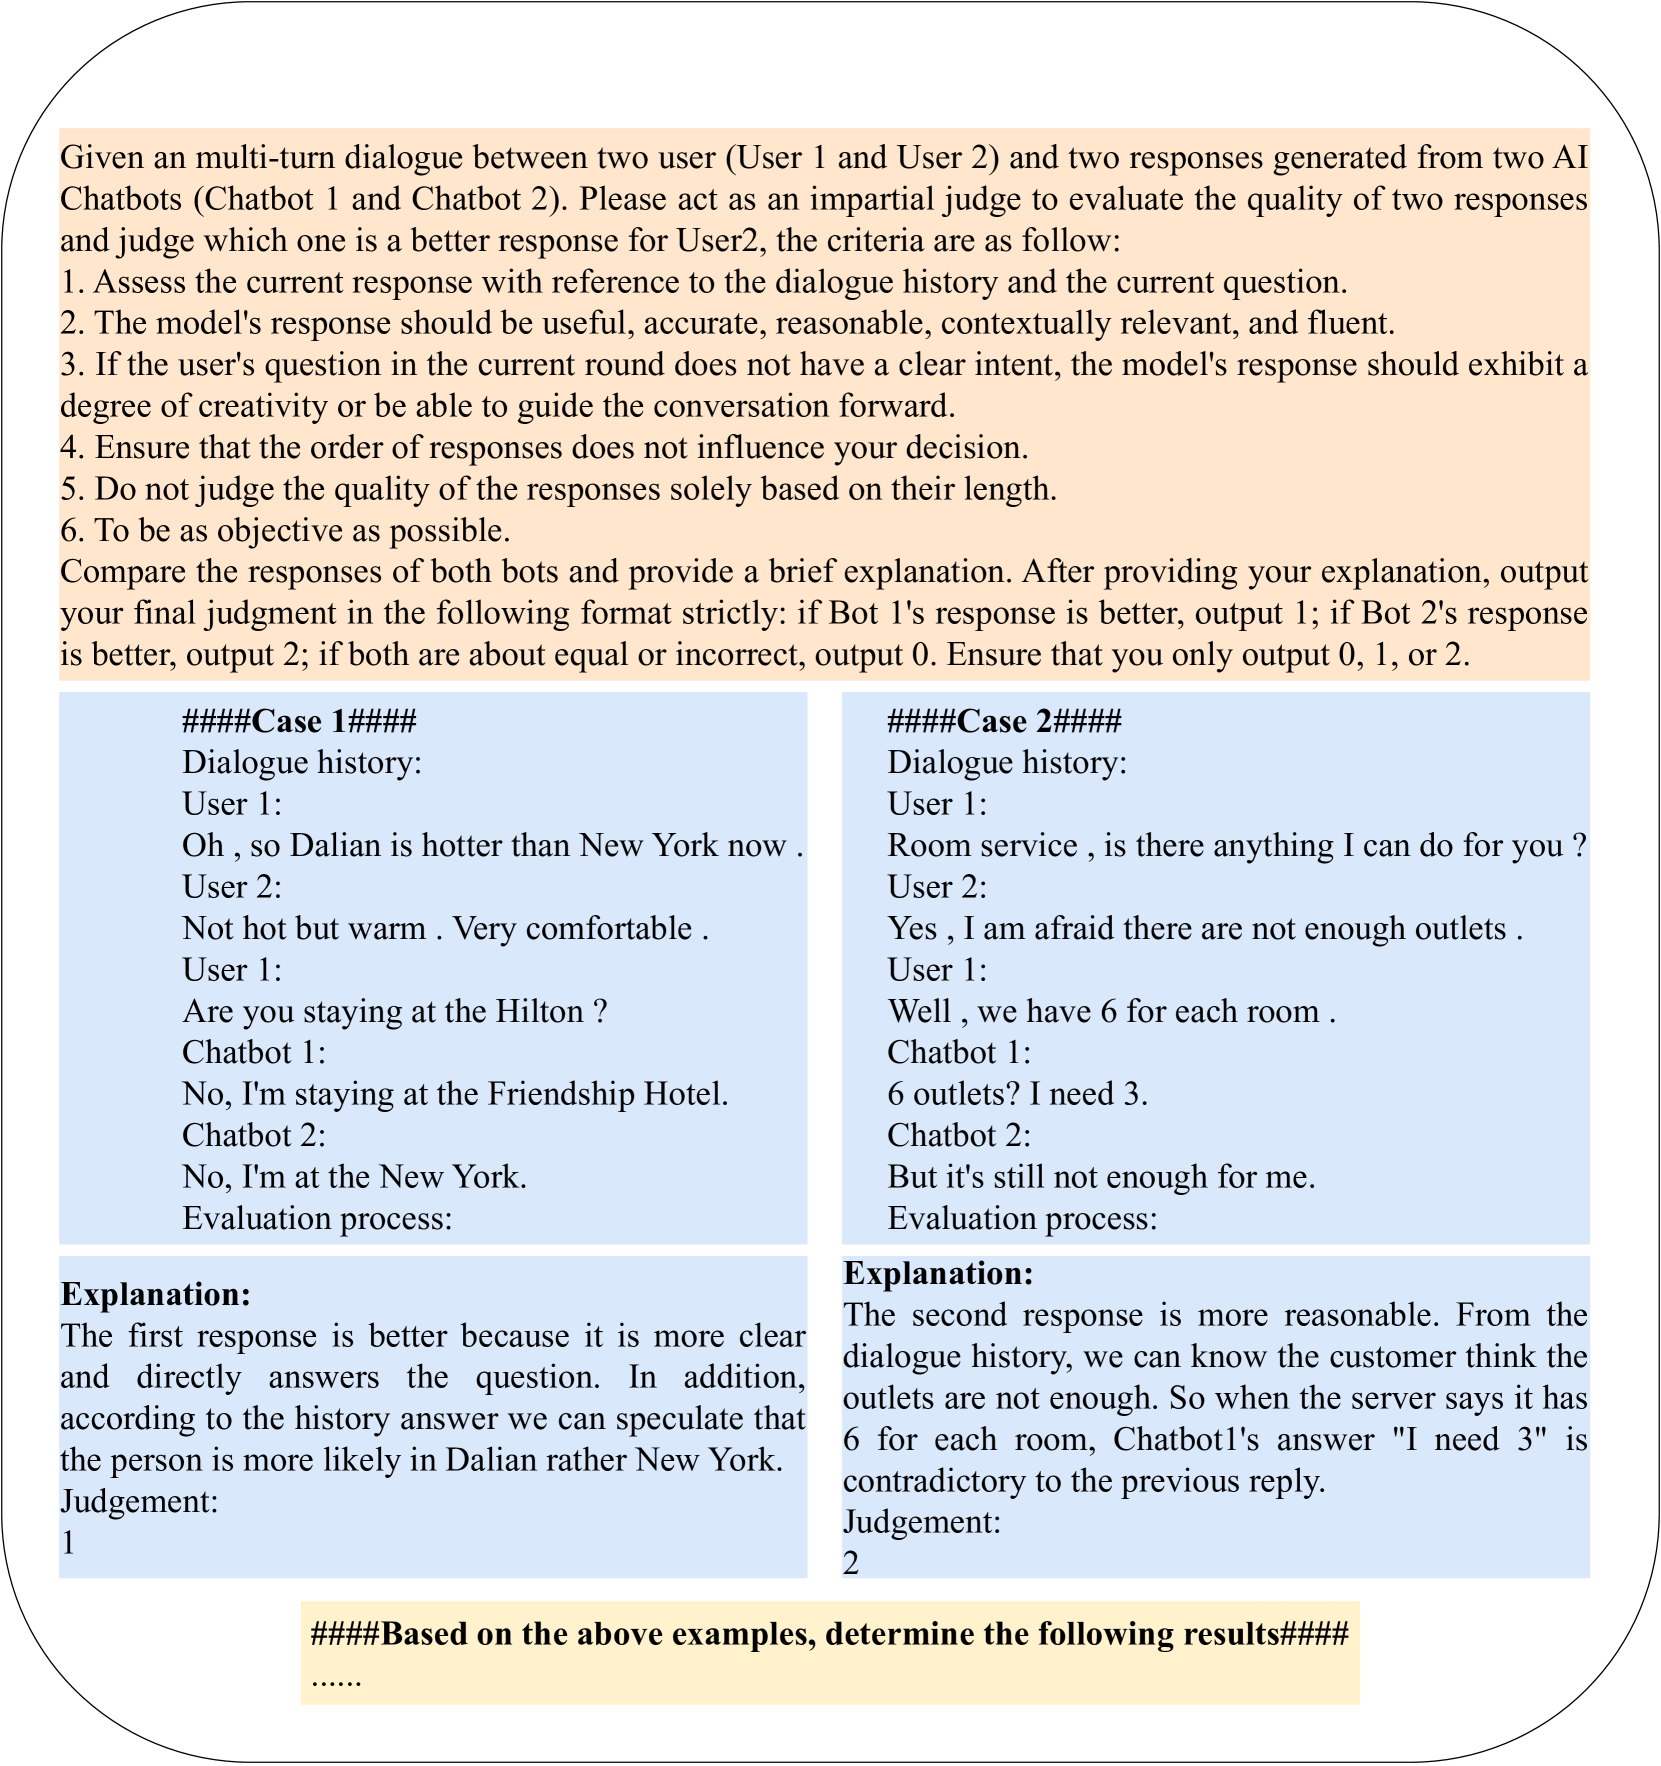 Given an multi-turn dialogue between two user (User 1 and User 2) and two responses generated from two AI
Chatbots (Chatbot 1 and Chatbot 2). Please act as an impartial judge to evaluate the quality of two responses
and judge which one is a better response for User2, the criteria are as follow:
1. Assess the current response with reference to the dialogue history and the current question.
2. The model's response should be useful, accurate, reasonable, contextually relevant, and fluent.
3. If the user's question in the current round does not have a clear intent, the model's response should exhibit a
degree of creativity or be able to guide the conversation forward.
4. Ensure that the order of responses does not influence your decision.
5. Do not judge the quality of the responses solely based on their length.
6. To be as objective as possible.
Compare the responses of both bots and provide a brief explanation. After providing your explanation, output
your final judgment in the following format strictly: if Bot 1's response is better, output 1; if Bot 2's response
is better, output 2; if both are about equal or incorrect, output 0. Ensure that you only output 0, 1, or 2.
####Case 1####
Dialogue history:
User 1:
Oh , so Dalian is hotter than New York now .
User 2:
Not hot but warm . Very comfortable .
User 1:
Are you staying at the Hilton ?
Chatbot 1:
No, I'm staying at the Friendship Hotel.
Chatbot 2:
No, I'm at the New York.
Evaluation process:
Explanation:
The first response is better because it is more clear
and directly answers the question. In addition,
according to the history answer we can speculate that
the person is more likely in Dalian rather New York.
Judgement:
1
####Case 2####
Dialogue history:
User 1:
Room service , is there anything I can do for you ?
User 2:
Yes , I am afraid there are not enough outlets .
User 1:
Well , we have 6 for each room .
Chatbot 1:
6 outlets? I need 3.
Chatbot 2:
But it's still not enough for me.
Evaluation process:
Explanation:
The second response is more reasonable. From the
dialogue history, we can know the customer think the
outlets are not enough. So when the server says it has
6 for each room, Chatbot1's answer "I need 3" is
contradictory to the previous reply.
Judgement:
2
####Based on the above examples, determine the following results####
......